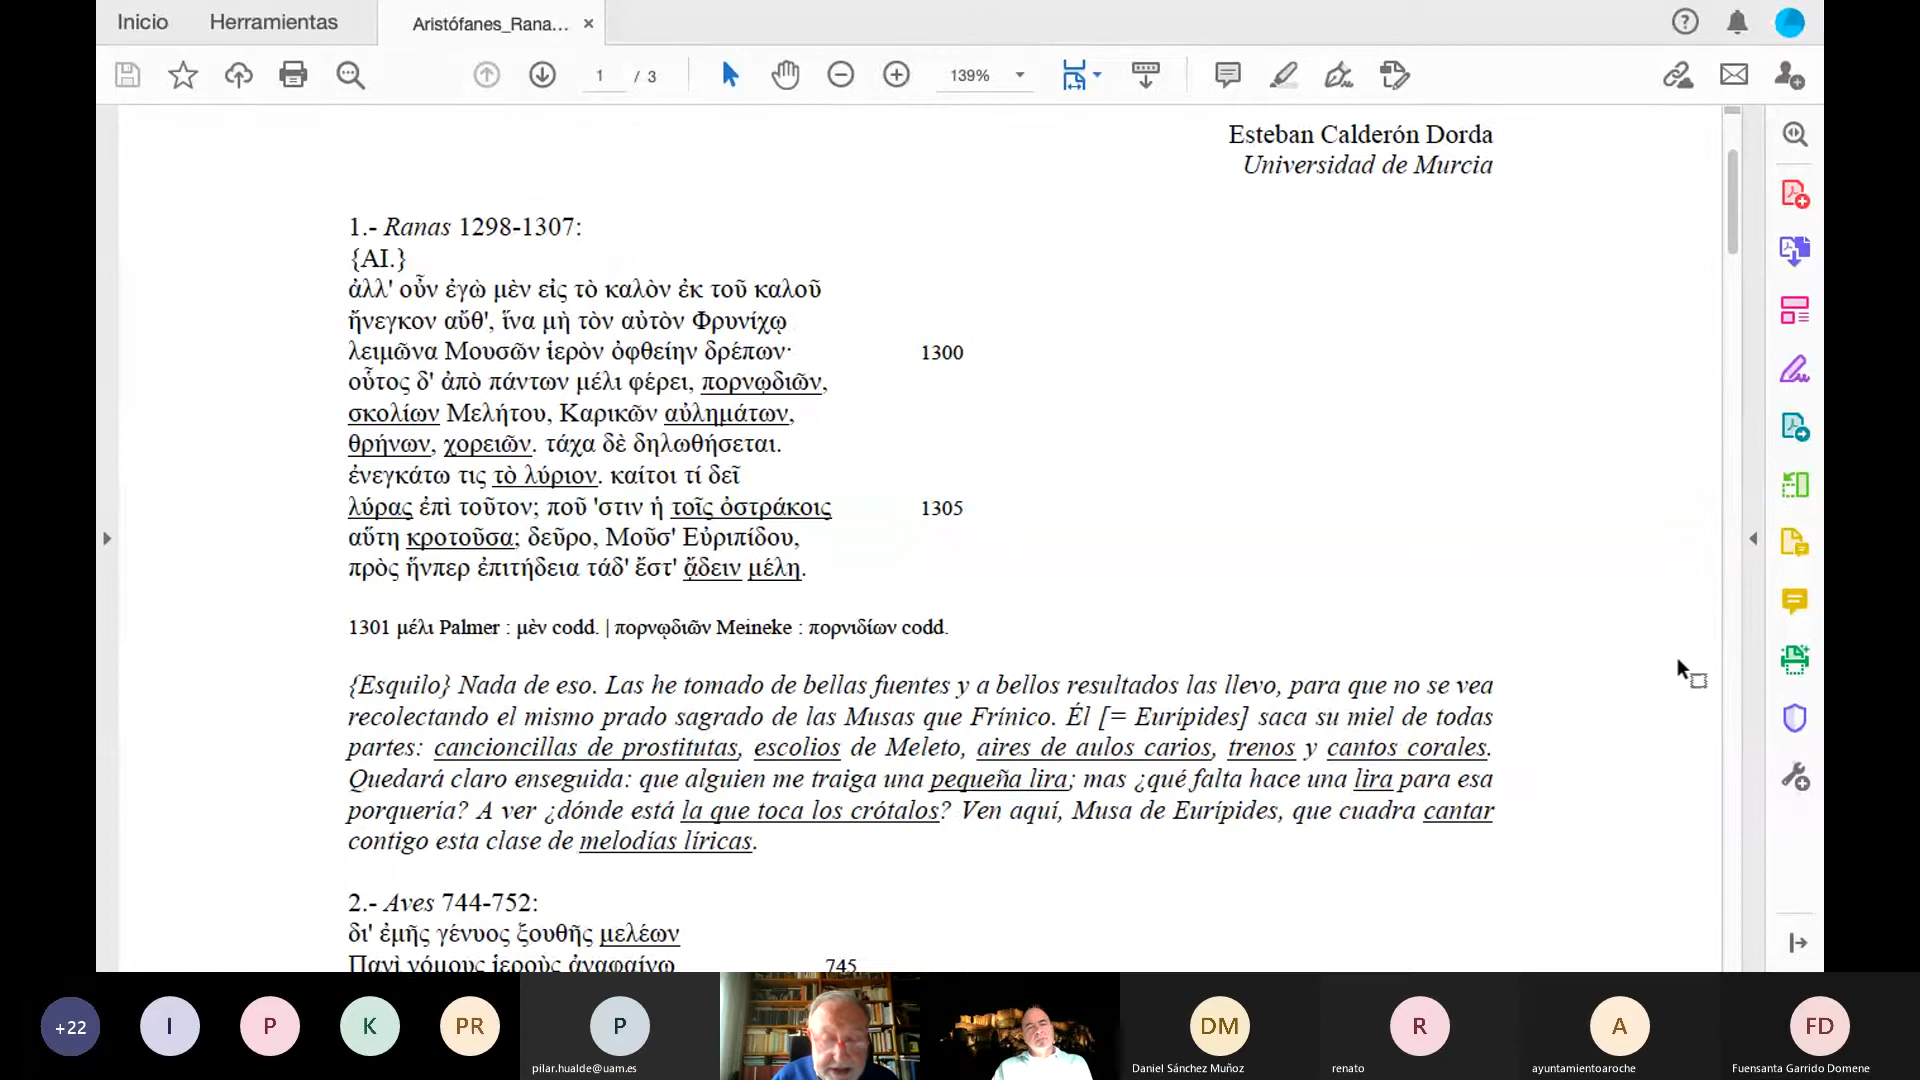 Inicio
Herramientas
Aristófanes_Rana...
1 / 3
139%
Esteban Calderón Dorda
Universidad de Murcia
1.- Ranas 1298-1307:
{ΑΙ.}
ἀλλ' οὖν ἐγὼ μὲν εἰς τὸ καλὸν ἐκ τοῦ καλοῦ
ἤνεγκον αὔθ', ἵνα μὴ τὸν αὐτὸν Φρυνίχῳ
λειμῶνα Μουσῶν ἱερὸν ὀφθείην δρέπων· 1300
οὗτος δ' ἀπὸ πάντων μέλι φέρει, πορνῳδιῶν,
σκολίων Μελήτου, Καρικῶν αὐλημάτων,
θρήνων, χορειῶν. τάχα δὲ δηλωθήσεται.
ἐνεγκάτω τις τὸ λύριον. καίτοι τί δεῖ
λύρας ἐπὶ τοῦτον; ποῦ 'στιν ἡ τοῖς ὀστράκοις 1305
αὕτη κροτοῦσα; δεῦρο, Μοῦσ' Εὐριπίδου,
πρὸς ἥνπερ ἐπιτήδεια τάδ' ἔστ' ᾄδειν μέλη.
1301 μέλι Palmer : μὲν codd. | πορνῳδιῶν Meineke : πορνιδίων codd.
{Esquilo} Nada de eso. Las he tomado de bellas fuentes y a bellos resultados las llevo, para que no se vea
recolectando el mismo prado sagrado de las Musas que Frínico. Él [= Eurípides] saca su miel de todas
partes: cancioncillas de prostitutas, escolios de Meleto, aires de aulos carios, trenos y cantos corales.
Quedará claro enseguida: que alguien me traiga una pequeña lira; mas ¿qué falta hace una lira para esa
porquería? A ver ¿dónde está la que toca los crótalos? Ven aquí, Musa de Eurípides, que cuadra cantar
contigo esta clase de melodías líricas.
2.- Aves 744-752:
δι' ἐμῆς γένυος ξουθῆς μελέων
Πανὶ νόμους ἱεροὺς ἀναφαίνω 745
+22
I
P
K
PR
P
DM
R
A
FD
pilar.hualde@uam.es
Daniel Sánchez Muñoz
renato
ayuntamientoaroche
Fuensanta Garrido Domene